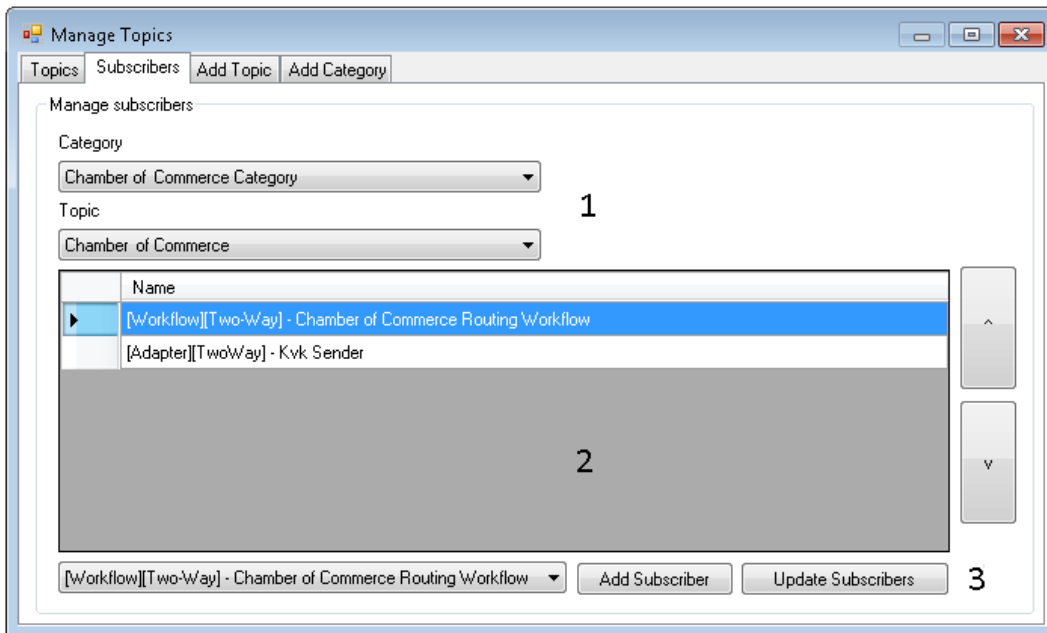 Manage Topics
Topics Subscribers Add Topic Add Category
Manage subscribers
Category
Chamber of Commerce Category
1
Topic
Chamber of Commerce
Name
[Workflow][Two-Way] - Chamber of Commerce Routing Workflow
^
[Adapter][TwoWay] - Kvk Sender
2
v
[Workflow][Two-Way] - Chamber of Commerce Routing Workflow Add Subscriber Update Subscribers 3